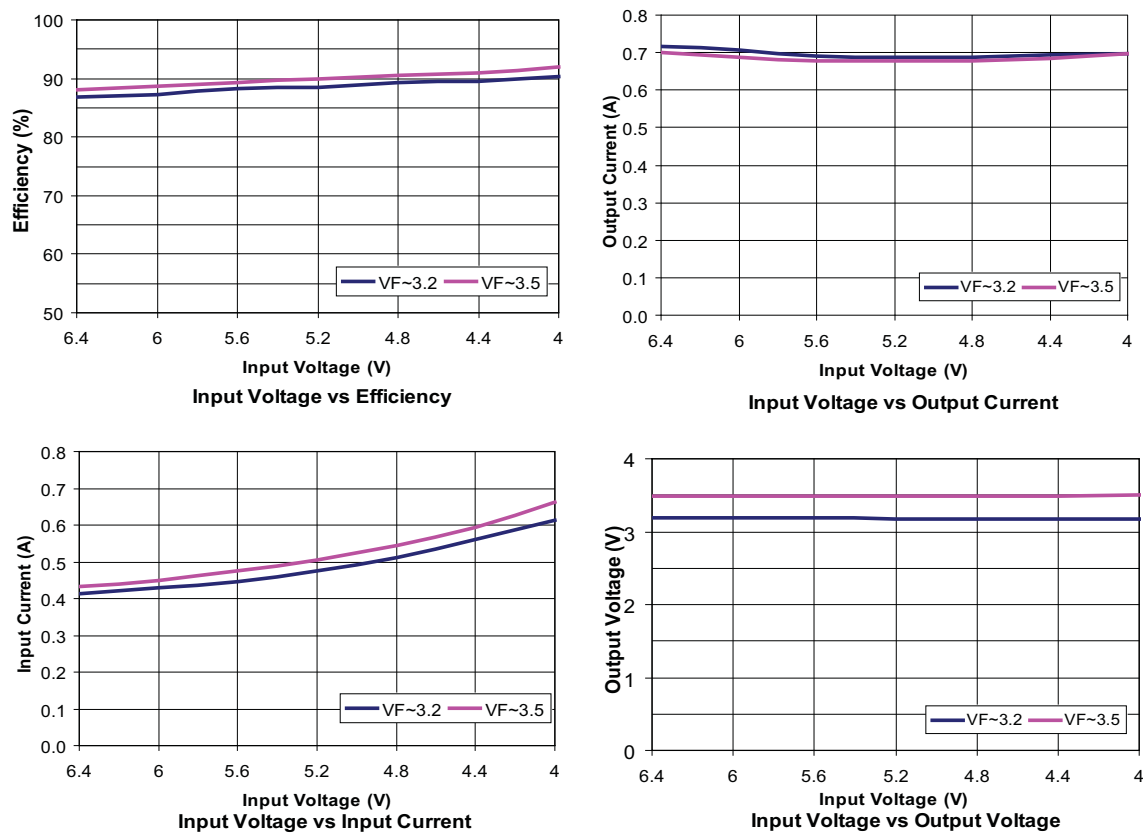 Efficiency (%)
100
90
80
70
60
50
VF~3.2
VF~3.5
6.4 6 5.6 5.2 4.8 4.4 4
Input Voltage (V)
Input Voltage vs Efficiency
Output Current (A)
0.8
0.7
0.6
0.5
0.4
0.3
0.2
0.1
0.0
VF~3.2
VF~3.5
6.4 6 5.6 5.2 4.8 4.4 4
Input Voltage (V)
Input Voltage vs Output Current
Input Current (A)
0.8
0.7
0.6
0.5
0.4
0.3
0.2
0.1
0.0
VF~3.2
VF~3.5
6.4 6 5.6 5.2 4.8 4.4 4
Input Voltage (V)
Input Voltage vs Input Current
Output Voltage (V)
4
3
2
1
0
VF~3.2
VF~3.5
6.4 6 5.6 5.2 4.8 4.4 4
Input Voltage (V)
Input Voltage vs Output Voltage